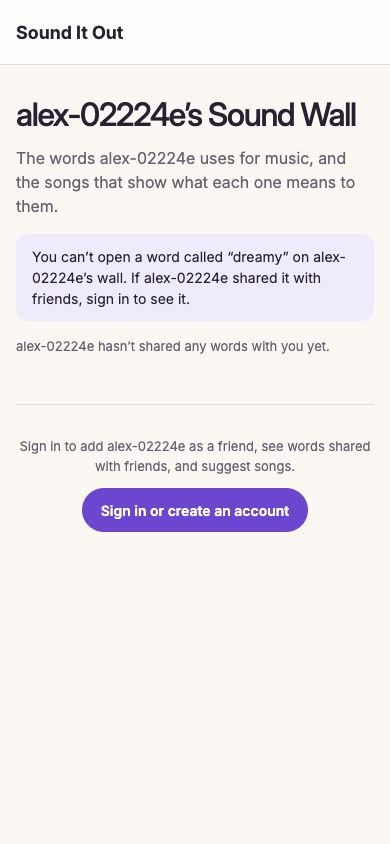 Sound It Out
alex-02224e’s Sound Wall
The words alex-02224e uses for music, and
the songs that show what each one means to
them.
You can’t open a word called “dreamy” on alex-
02224e’s wall. If alex-02224e shared it with
friends, sign in to see it.
alex-02224e hasn’t shared any words with you yet.
Sign in to add alex-02224e as a friend, see words shared
with friends, and suggest songs.
Sign in or create an account